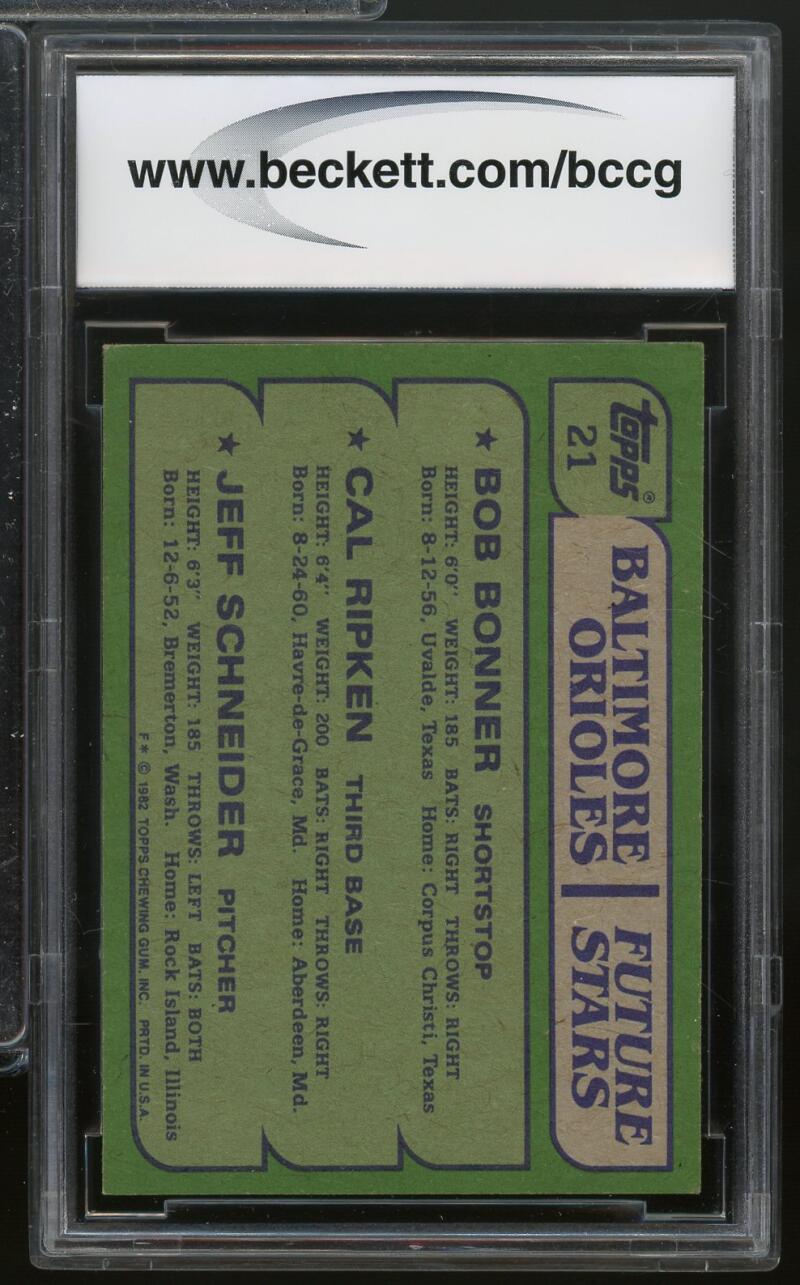 www.beckett.com/bccg
topps®
21
BALTIMORE ORIOLES
FUTURE STARS
★ BOB BONNER SHORTSTOP
HEIGHT: 6'0" WEIGHT: 185 BATS: RIGHT THROWS: RIGHT
Born: 8-12-56, Uvalde, Texas Home: Corpus Christi, Texas
★ CAL RIPKEN THIRD BASE
HEIGHT: 6'4" WEIGHT: 200 BATS: RIGHT THROWS: RIGHT
Born: 8-24-60, Havre-de-Grace, Md. Home: Aberdeen, Md.
★ JEFF SCHNEIDER PITCHER
HEIGHT: 6'3" WEIGHT: 185 THROWS: LEFT BATS: BOTH
Born: 12-6-52, Bremerton, Wash. Home: Rock Island, Illinois
F* © 1982 TOPPS CHEWING GUM, INC. PRTD. IN U.S.A.